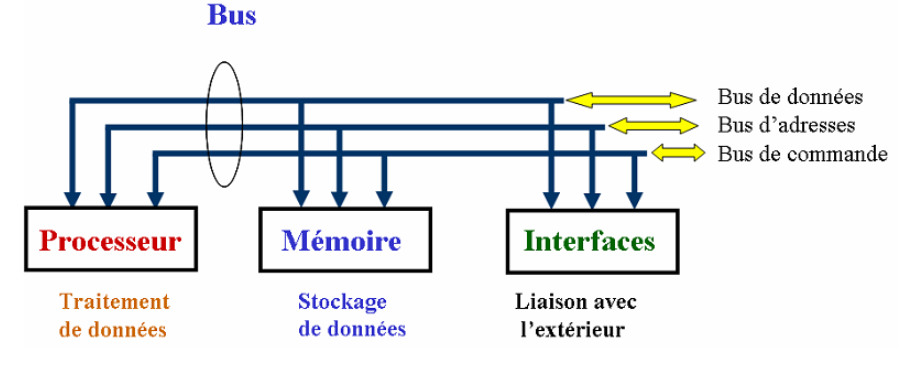 Bus
Bus de données
Bus d'adresses
Bus de commande
Processeur
Mémoire
Interfaces
Traitement
de données
Stockage
de données
Liaison avec
l'extérieur